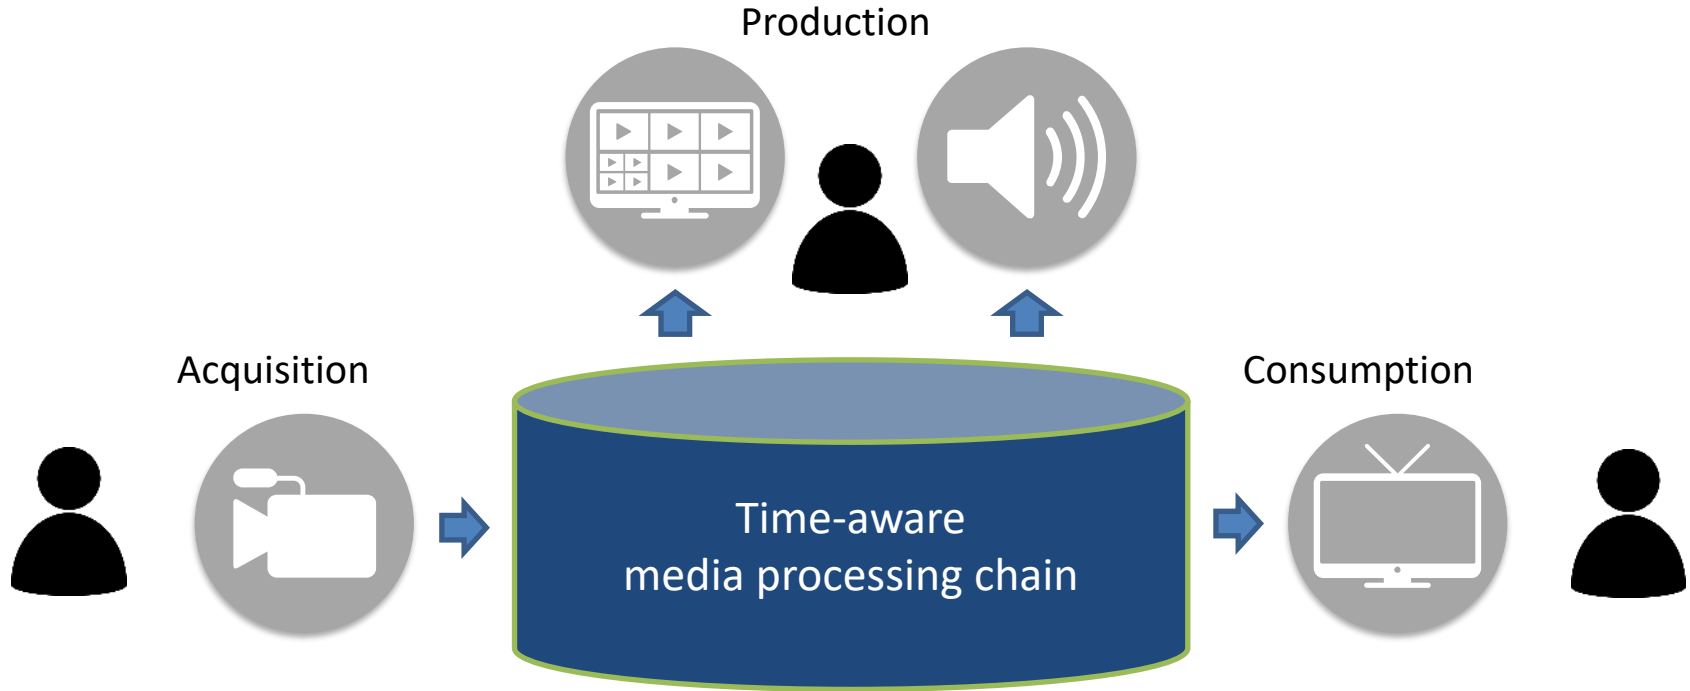 Production
Acquisition
Consumption
Time-aware
media processing chain